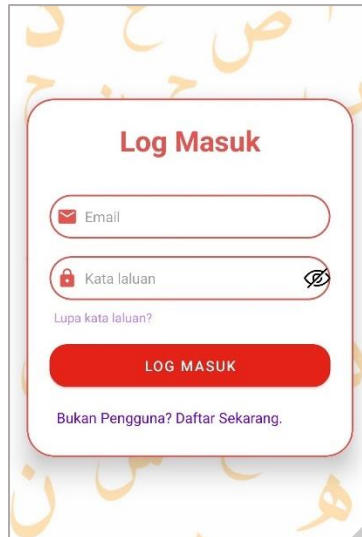 Log Masuk
Email
Kata laluan
Lupa kata laluan?
LOG MASUK
Bukan Pengguna? Daftar Sekarang.